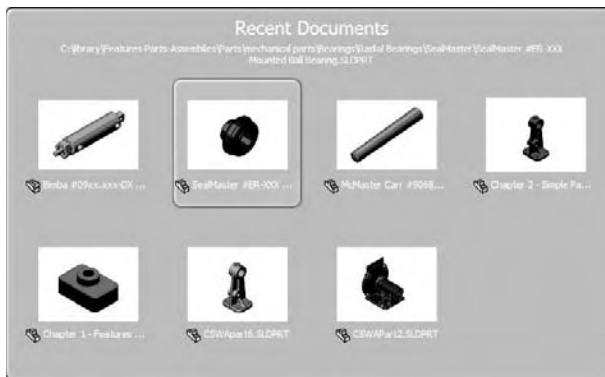 Recent Documents
C:\library\Features-Parts-Assemblies\Parts\mechanical parts\Bearings\Radial Bearings\SealMaster\SealMaster #ER-XXX
Mounted Ball Bearing.SLDPRT
Bimba #09xx.xxx-DX ...
SealMaster #ER-XXX ...
McMaster Carr #9068...
Chapter 2 - Simple Pa...
Chapter 1 - Features ...
CSWApart6.SLDPRT
CSWAPart2.SLDPRT